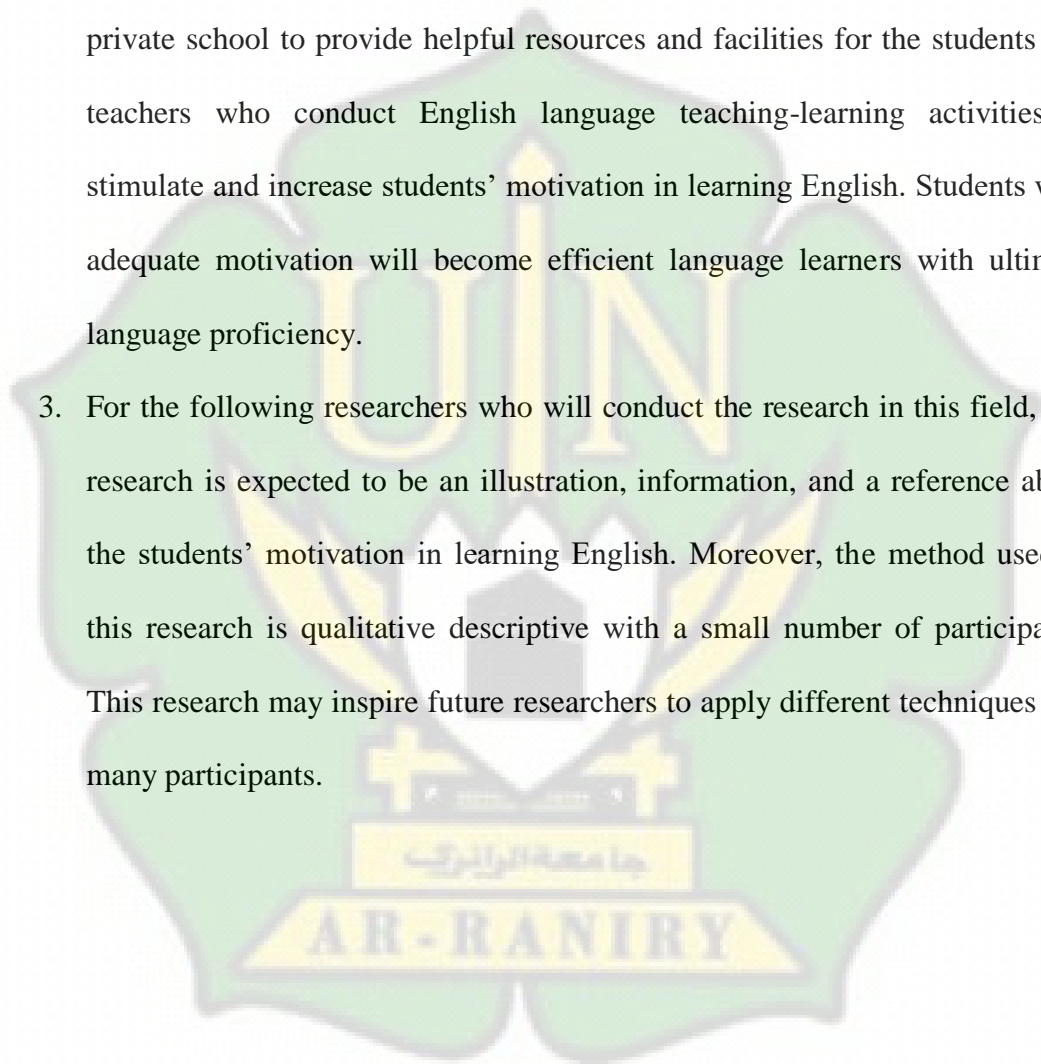 private school to provide helpful resources and facilities for the students
teachers who conduct English language teaching-learning activities
stimulate and increase students’ motivation in learning English. Students
adequate motivation will become efficient language learners with
language proficiency.
3. For the following researchers who will conduct the research in this field,
research is expected to be an illustration, information, and a reference
the students’ motivation in learning English. Moreover, the method
this research is qualitative descriptive with a small number of
This research may inspire future researchers to apply different techniques
many participants.
UIN
جامعة الرانري
AR-RANIRY